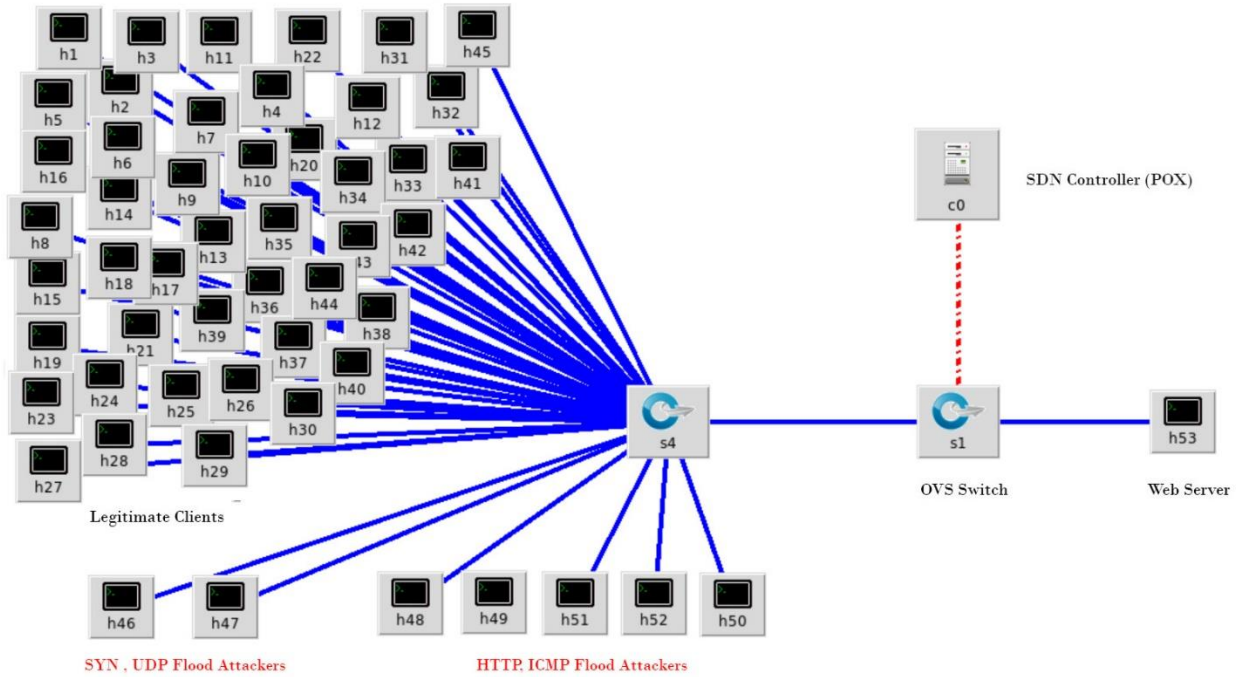 h1
h3
h11
h22
h31
h45
h5
h2
h7
h4
h12
h32
h16
h6
h9
h10
h20
h34
h33
h41
h14
h8
h18
h13
h35
h43
h42
h15
h17
h39
h36
h44
h38
h19
h21
h37
h40
h23
h24
h25
h26
h30
h27
h28
h29
Legitimate Clients
c0
SDN Controller (POX)
s4
s1
h53
OVS Switch
Web Server
h46
h47
h48
h49
h51
h52
h50
SYN , UDP Flood Attackers
HTTP, ICMP Flood Attackers